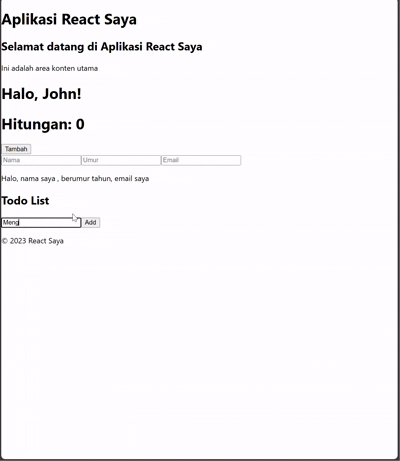 Aplikasi React Saya
Selamat datang di Aplikasi React Saya
Ini adalah area konten utama
Halo, John!
Hitungan: 0
Tambah
Nama Umur Email
Halo, nama saya , berumur tahun, email saya
Todo List
Meng Add
© 2023 React Saya